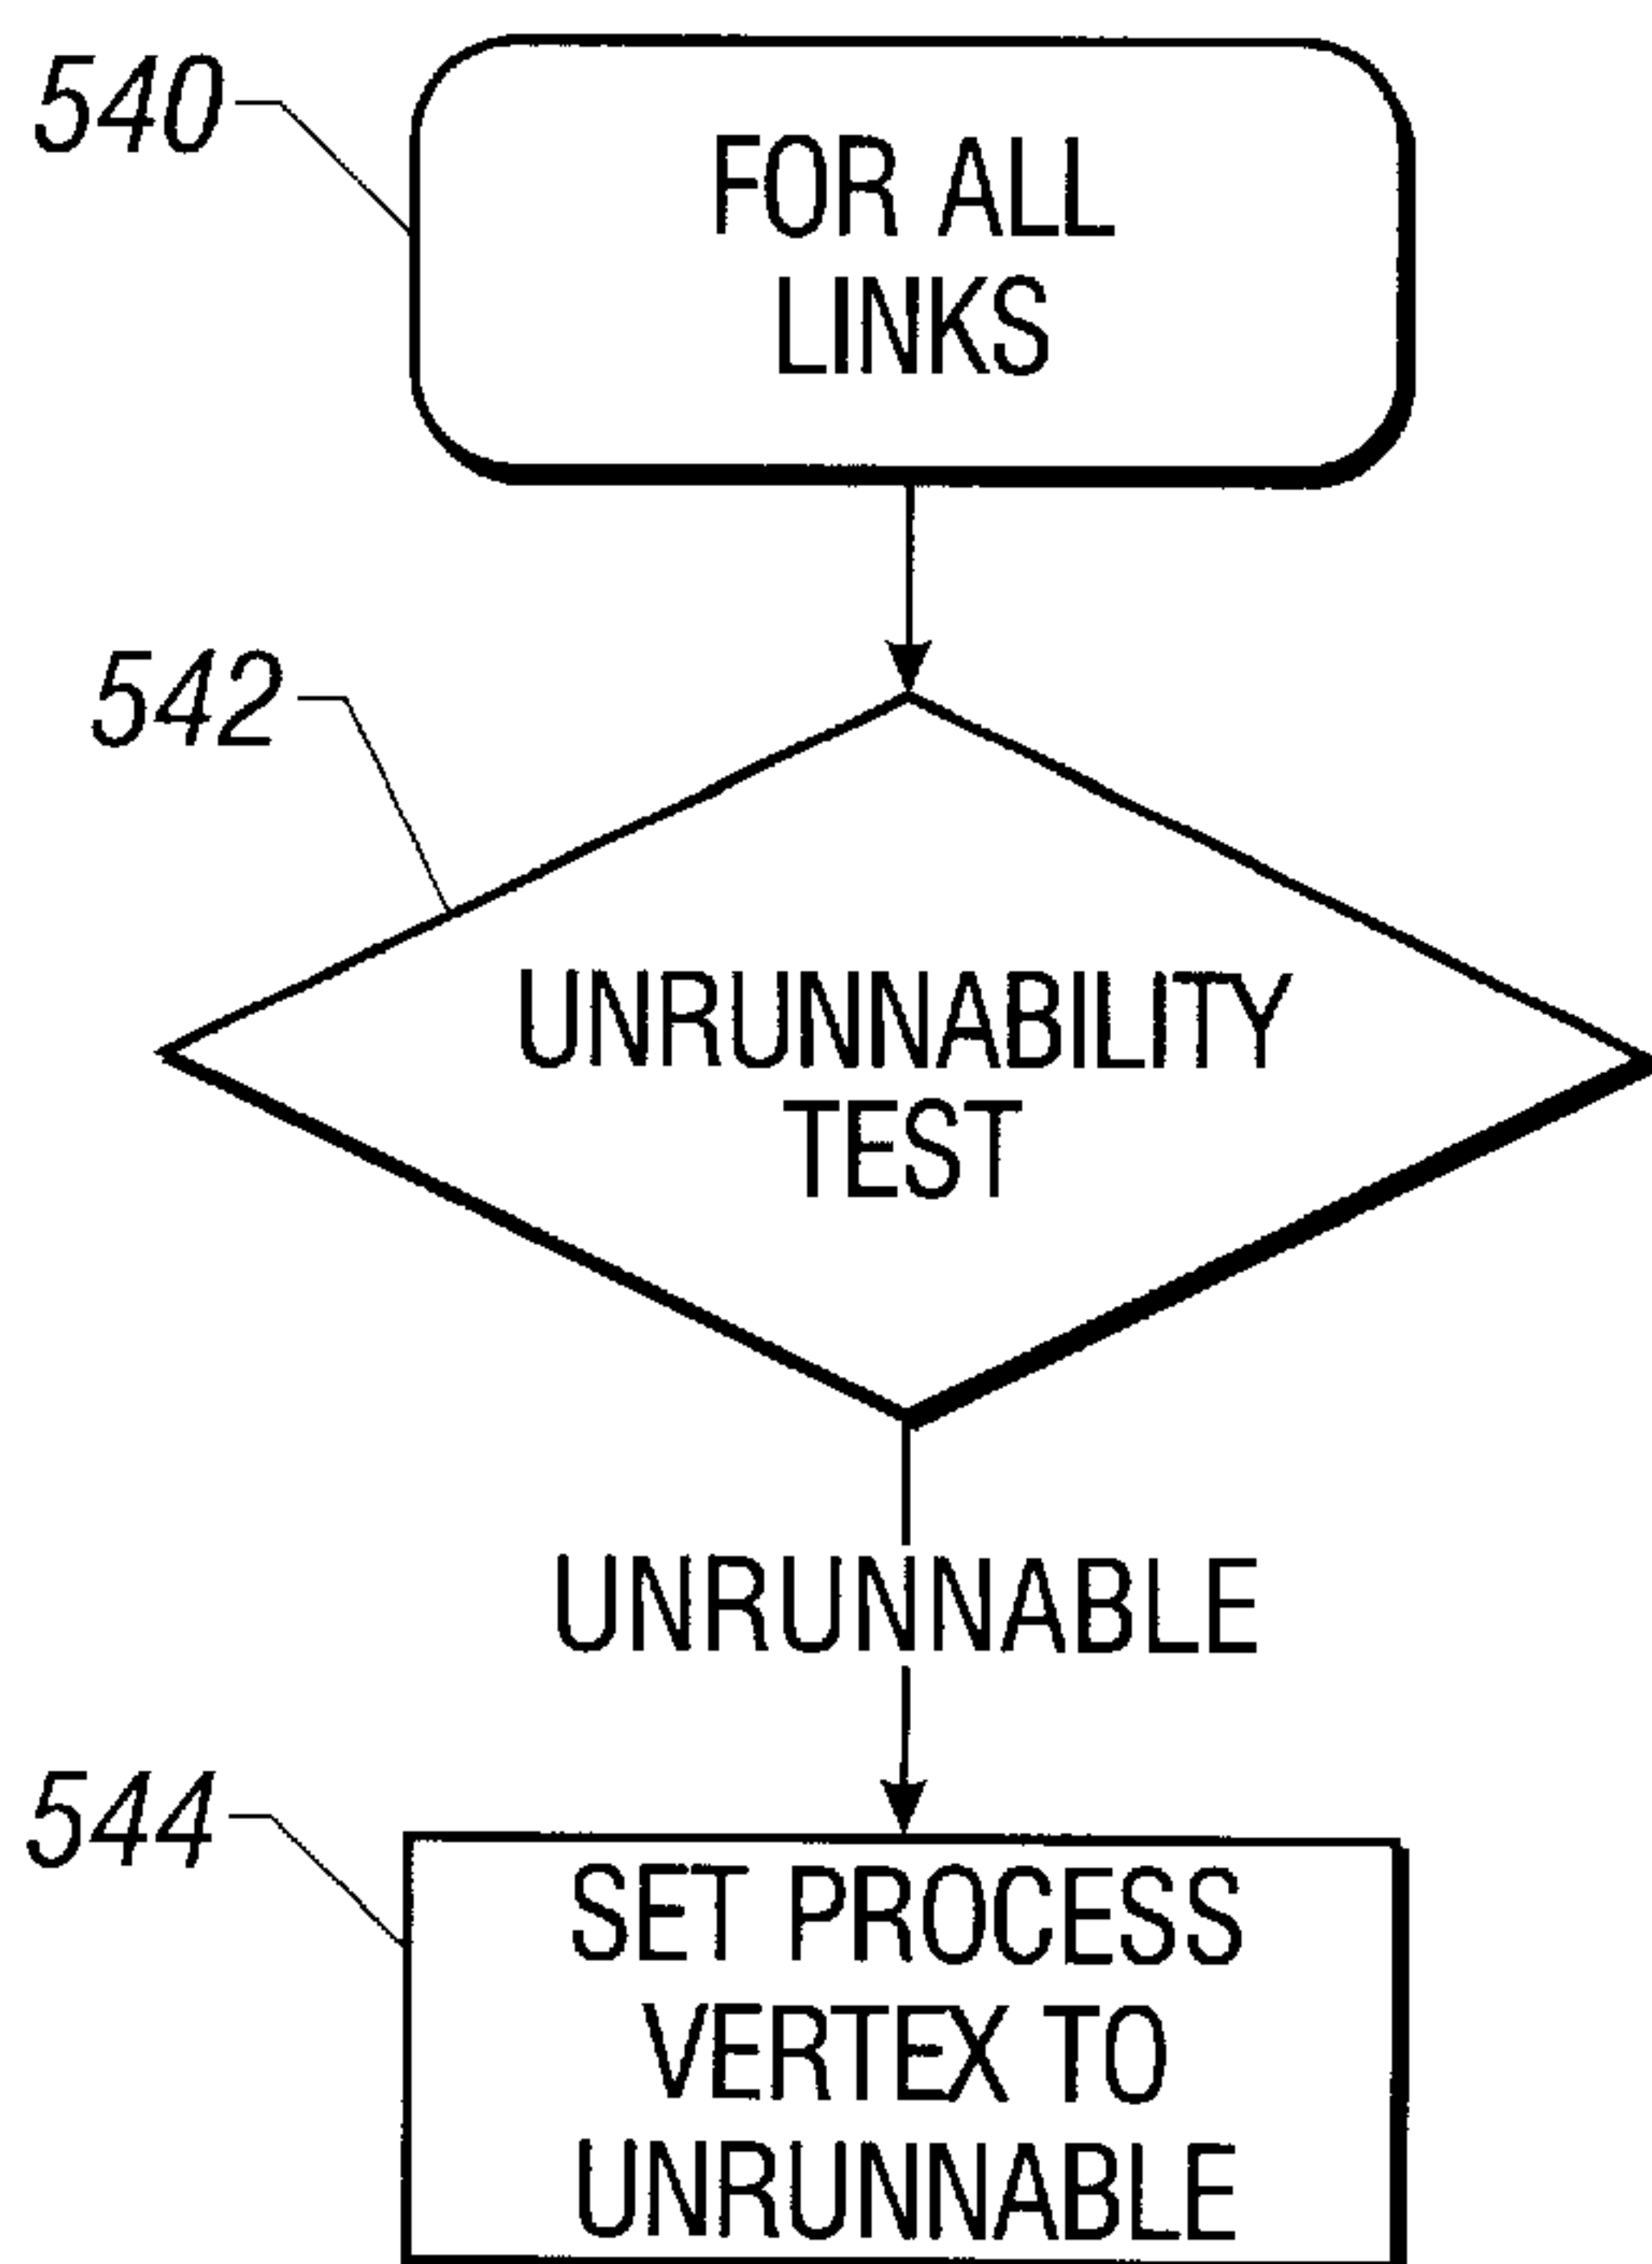 540
FOR ALL
LINKS
542
UNRUNNABILITY
TEST
UNRUNNABLE
544
SET PROCESS
VERTEX TO
UNRUNNABLE